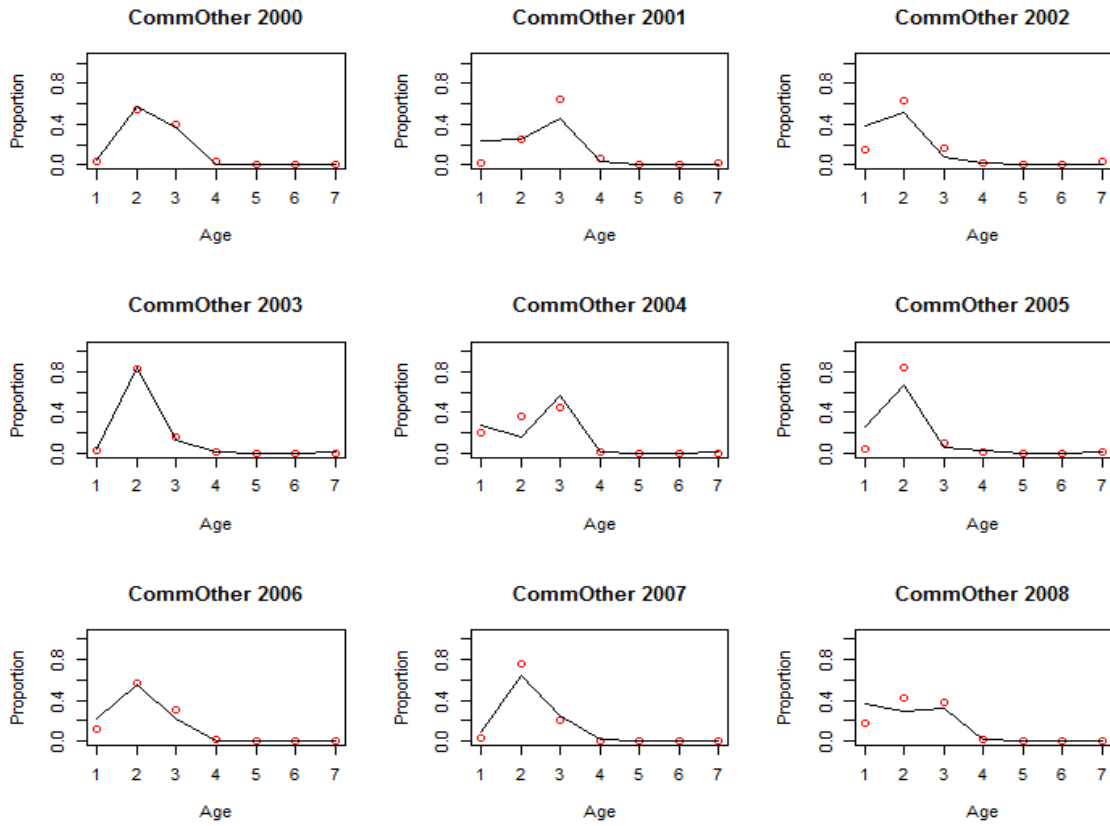 CommOther 2000
Proportion
0.0 0.4 0.8
1 2 3 4 5 6 7
Age
CommOther 2001
Proportion
0.0 0.4 0.8
1 2 3 4 5 6 7
Age
CommOther 2002
Proportion
0.0 0.4 0.8
1 2 3 4 5 6 7
Age
CommOther 2003
Proportion
0.0 0.4 0.8
1 2 3 4 5 6 7
Age
CommOther 2004
Proportion
0.0 0.4 0.8
1 2 3 4 5 6 7
Age
CommOther 2005
Proportion
0.0 0.4 0.8
1 2 3 4 5 6 7
Age
CommOther 2006
Proportion
0.0 0.4 0.8
1 2 3 4 5 6 7
Age
CommOther 2007
Proportion
0.0 0.4 0.8
1 2 3 4 5 6 7
Age
CommOther 2008
Proportion
0.0 0.4 0.8
1 2 3 4 5 6 7
Age